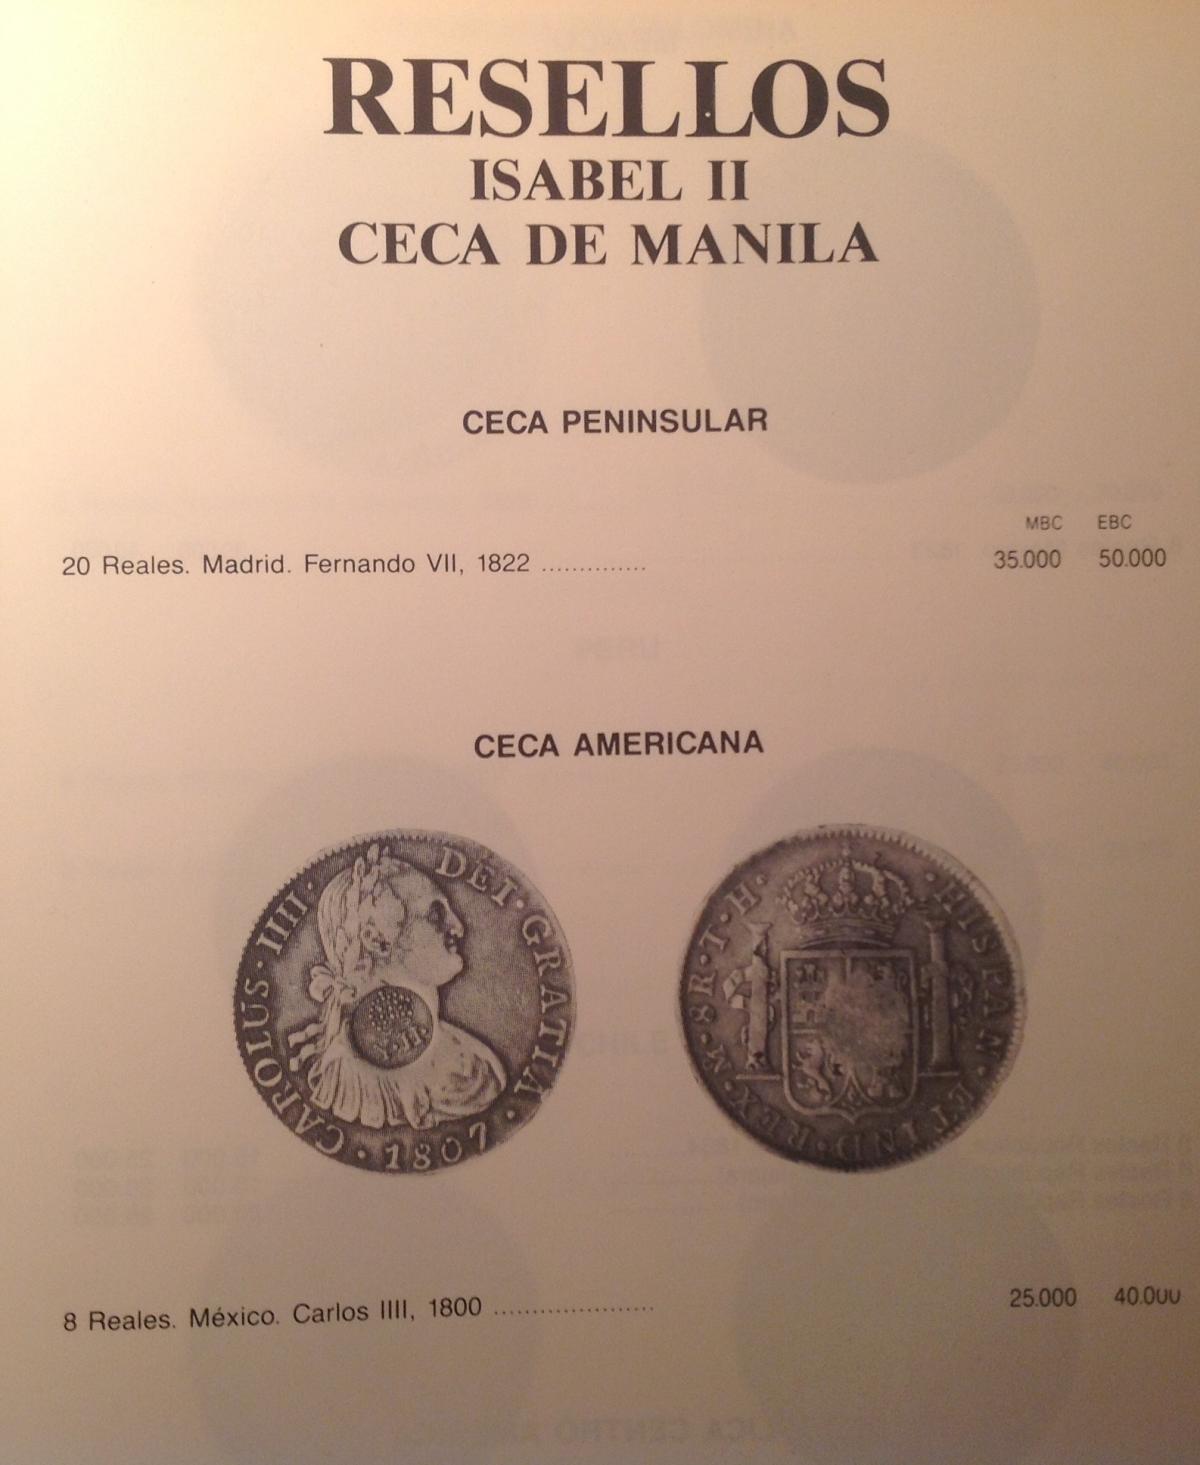 RESELLOS
ISABEL II
CECA DE MANILA
CECA PENINSULAR
MBC EBC
20 Reales. Madrid. Fernando VII, 1822 .............. 35.000 50.000
CECA AMERICANA
CAROLUS·IIII· DEI·GRATIA· ·1807·
Y·II·
·HISPAN·ET IND·REX·M·8R·T·H·
8 Reales. México. Carlos IIII, 1800 ..................... 25.000 40.000